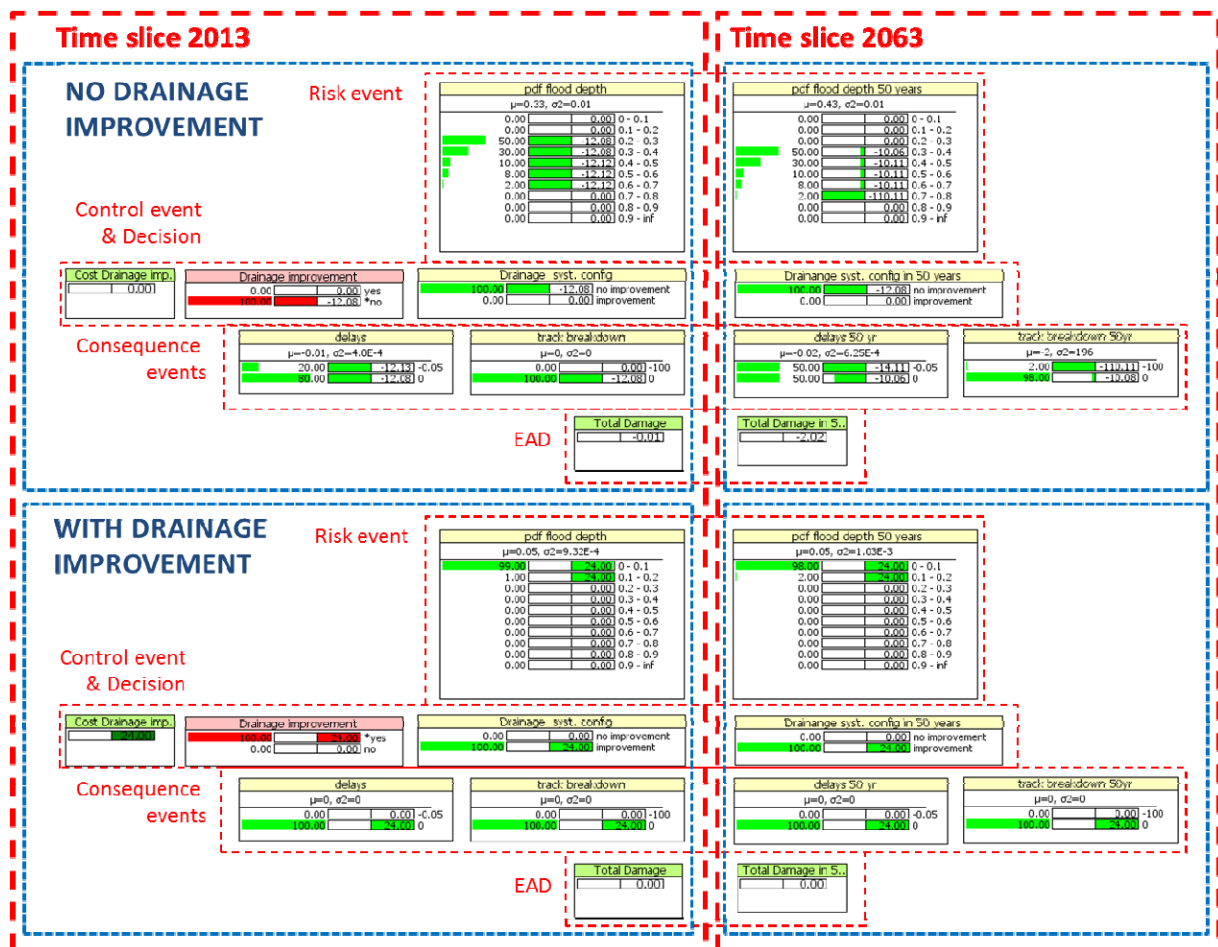 Time slice 2013
Time slice 2063
NO DRAINAGE
IMPROVEMENT
Risk event
pdf flood depth
μ=0.33, σ2=0.01
0.00 0.00 0 - 0.1
0.00 0.00 0.1 - 0.2
50.00 12.08 0.2 - 0.3
30.00 -12.08 0.3 - 0.4
10.00 -12.12 0.4 - 0.5
8.00 -12.12 0.5 - 0.6
2.00 -12.12 0.6 - 0.7
0.00 0.00 0.7 - 0.8
0.00 0.00 0.8 - 0.9
0.00 0.00 0.9 - inf
pdf flood depth 50 years
μ=0.43, σ2=0.01
0.00 0.00 0 - 0.1
0.00 0.00 0.1 - 0.2
0.00 0.00 0.2 - 0.3
50.00 -10.06 0.3 - 0.4
30.00 -10.11 0.4 - 0.5
10.00 -10.11 0.5 - 0.6
8.00 -10.11 0.6 - 0.7
2.00 -110.11 0.7 - 0.8
0.00 0.00 0.8 - 0.9
0.00 0.00 0.9 - inf
Control event
& Decision
Cost Drainage imp.
0.00
Drainage improvement
0.00 0.00 yes
100.00 -12.08 *no
Drainage syst. config
100.00 -12.08 no improvement
0.00 0.00 improvement
Drainange syst. config in 50 years
100.00 -12.08 no improvement
0.00 0.00 improvement
Consequence
events
delays
μ=-0.01, σ2=4.0E-4
20.00 -12.13 -0.05
80.00 -12.08 0
track breakdown
μ=0, σ2=0
0.00 0.00 -100
100.00 -12.08 0
delays 50 yr
μ=-0.02, σ2=6.25E-4
50.00 -14.11 -0.05
50.00 -10.06 0
track breakdown 50yr
μ=-2, σ2=196
2.00 -110.11 -100
98.00 -10.08 0
EAD
Total Damage
-0.01
Total Damage in 5..
-2.02
WITH DRAINAGE
IMPROVEMENT
Risk event
pdf flood depth
μ=0.05, σ2=9.32E-4
99.00 24.00 0 - 0.1
1.00 24.00 0.1 - 0.2
0.00 0.00 0.2 - 0.3
0.00 0.00 0.3 - 0.4
0.00 0.00 0.4 - 0.5
0.00 0.00 0.5 - 0.6
0.00 0.00 0.6 - 0.7
0.00 0.00 0.7 - 0.8
0.00 0.00 0.8 - 0.9
0.00 0.00 0.9 - inf
pdf flood depth 50 years
μ=0.05, σ2=1.03E-3
98.00 24.00 0 - 0.1
2.00 24.00 0.1 - 0.2
0.00 0.00 0.2 - 0.3
0.00 0.00 0.3 - 0.4
0.00 0.00 0.4 - 0.5
0.00 0.00 0.5 - 0.6
0.00 0.00 0.6 - 0.7
0.00 0.00 0.7 - 0.8
0.00 0.00 0.8 - 0.9
0.00 0.00 0.9 - inf
Control event
& Decision
Cost Drainage imp.
24.00
Drainage improvement
100.00 24.00 *yes
0.00 0.00 no
Drainage syst. config
0.00 0.00 no improvement
100.00 24.00 improvement
Drainange syst. config in 50 years
0.00 0.00 no improvement
100.00 24.00 improvement
Consequence
events
delays
μ=0, σ2=0
0.00 0.00 -0.05
100.00 24.00 0
track breakdown
μ=0, σ2=0
0.00 0.00 -100
100.00 24.00 0
delays 50 yr
μ=0, σ2=0
0.00 0.00 -0.05
100.00 24.00 0
track breakdown 50yr
μ=0, σ2=0
0.00 0.00 -100
100.00 24.00 0
EAD
Total Damage
0.00
Total Damage in 5..
0.00